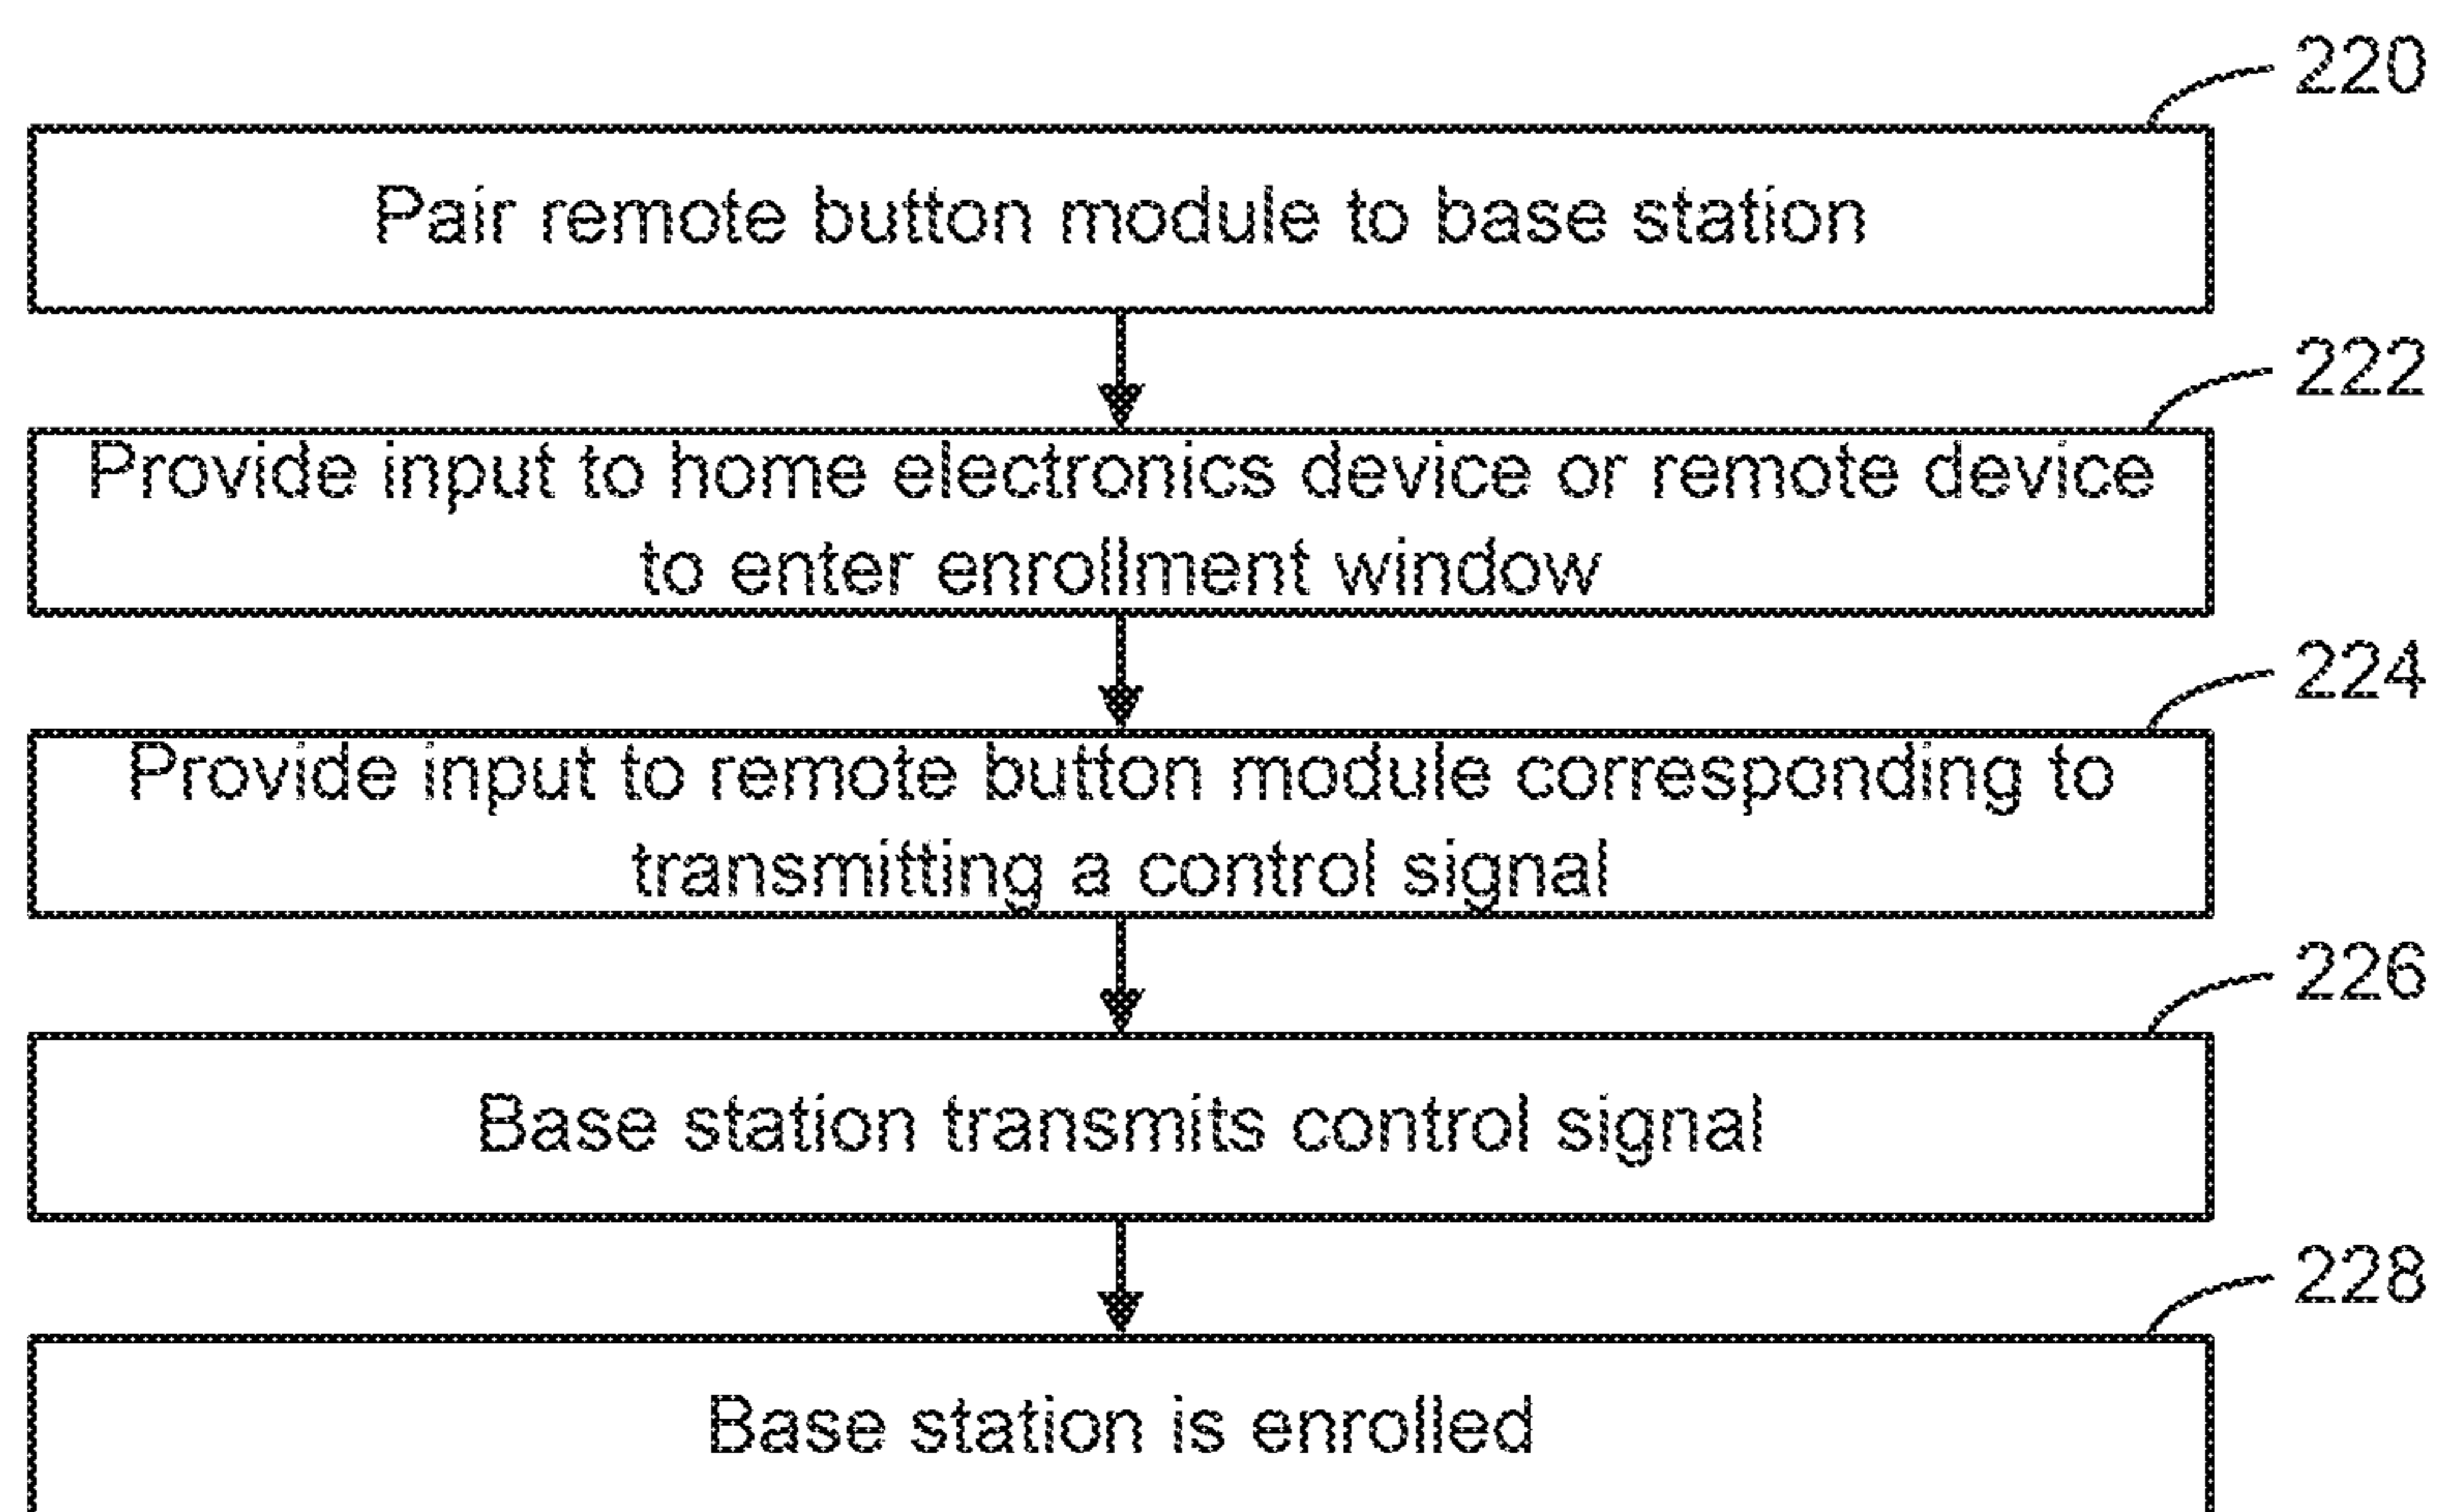 220
Pair remote button module to base station
222
Provide input to home electronics device or remote device
to enter enrollment window
224
Provide input to remote button module corresponding to
transmitting a control signal
226
Base station transmits control signal
228
Base station is enrolled